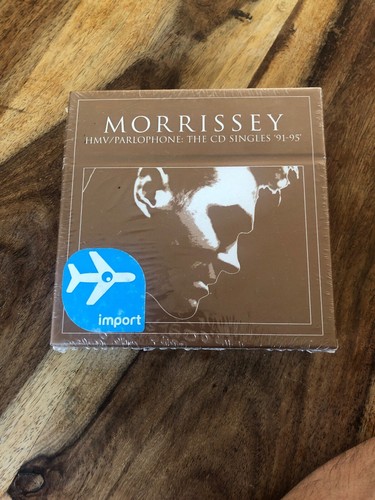 MORRISSEY
HMV/PARLOPHONE: THE CD SINGLES '91-95'
import